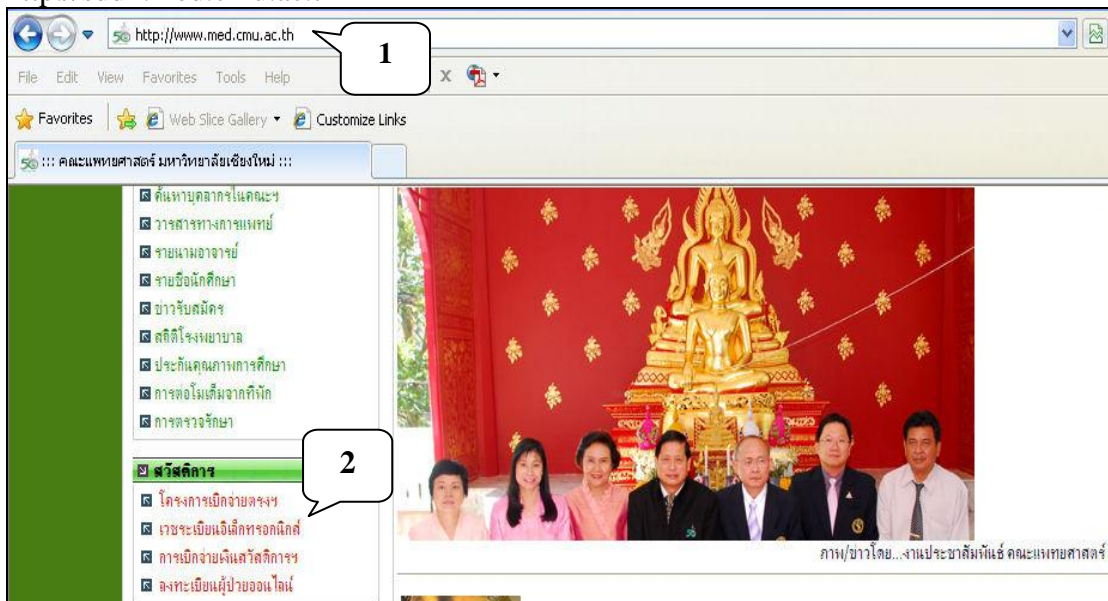 http://www.med.cmu.ac.th
1
File Edit View Favorites Tools Help
X
Favorites Web Slice Gallery Customize Links
::: คณะแพทยศาสตร์ มหาวิทยาลัยเชียงใหม่ :::
ค้นหาบุคลากรในคณะฯ
วารสารทางการแพทย์
รายนามอาจารย์
รายชื่อนักศึกษา
ข่าวรับสมัคร
สถิติโรงพยาบาล
ประกันคุณภาพการศึกษา
การต่อโมเด็มจากที่พัก
การตรวจรักษา
2
สวัสดิการ
โครงการเบิกจ่ายตรงฯ
เวชระเบียนอิเล็กทรอกนิกส์
การเบิกจ่ายเงินสวัสดิการฯ
ลงทะเบียนผู้ป่วยออนไลน์
ภาพ/ข่าวโดย...งานประชาสัมพันธ์ คณะแพทยศาสตร์